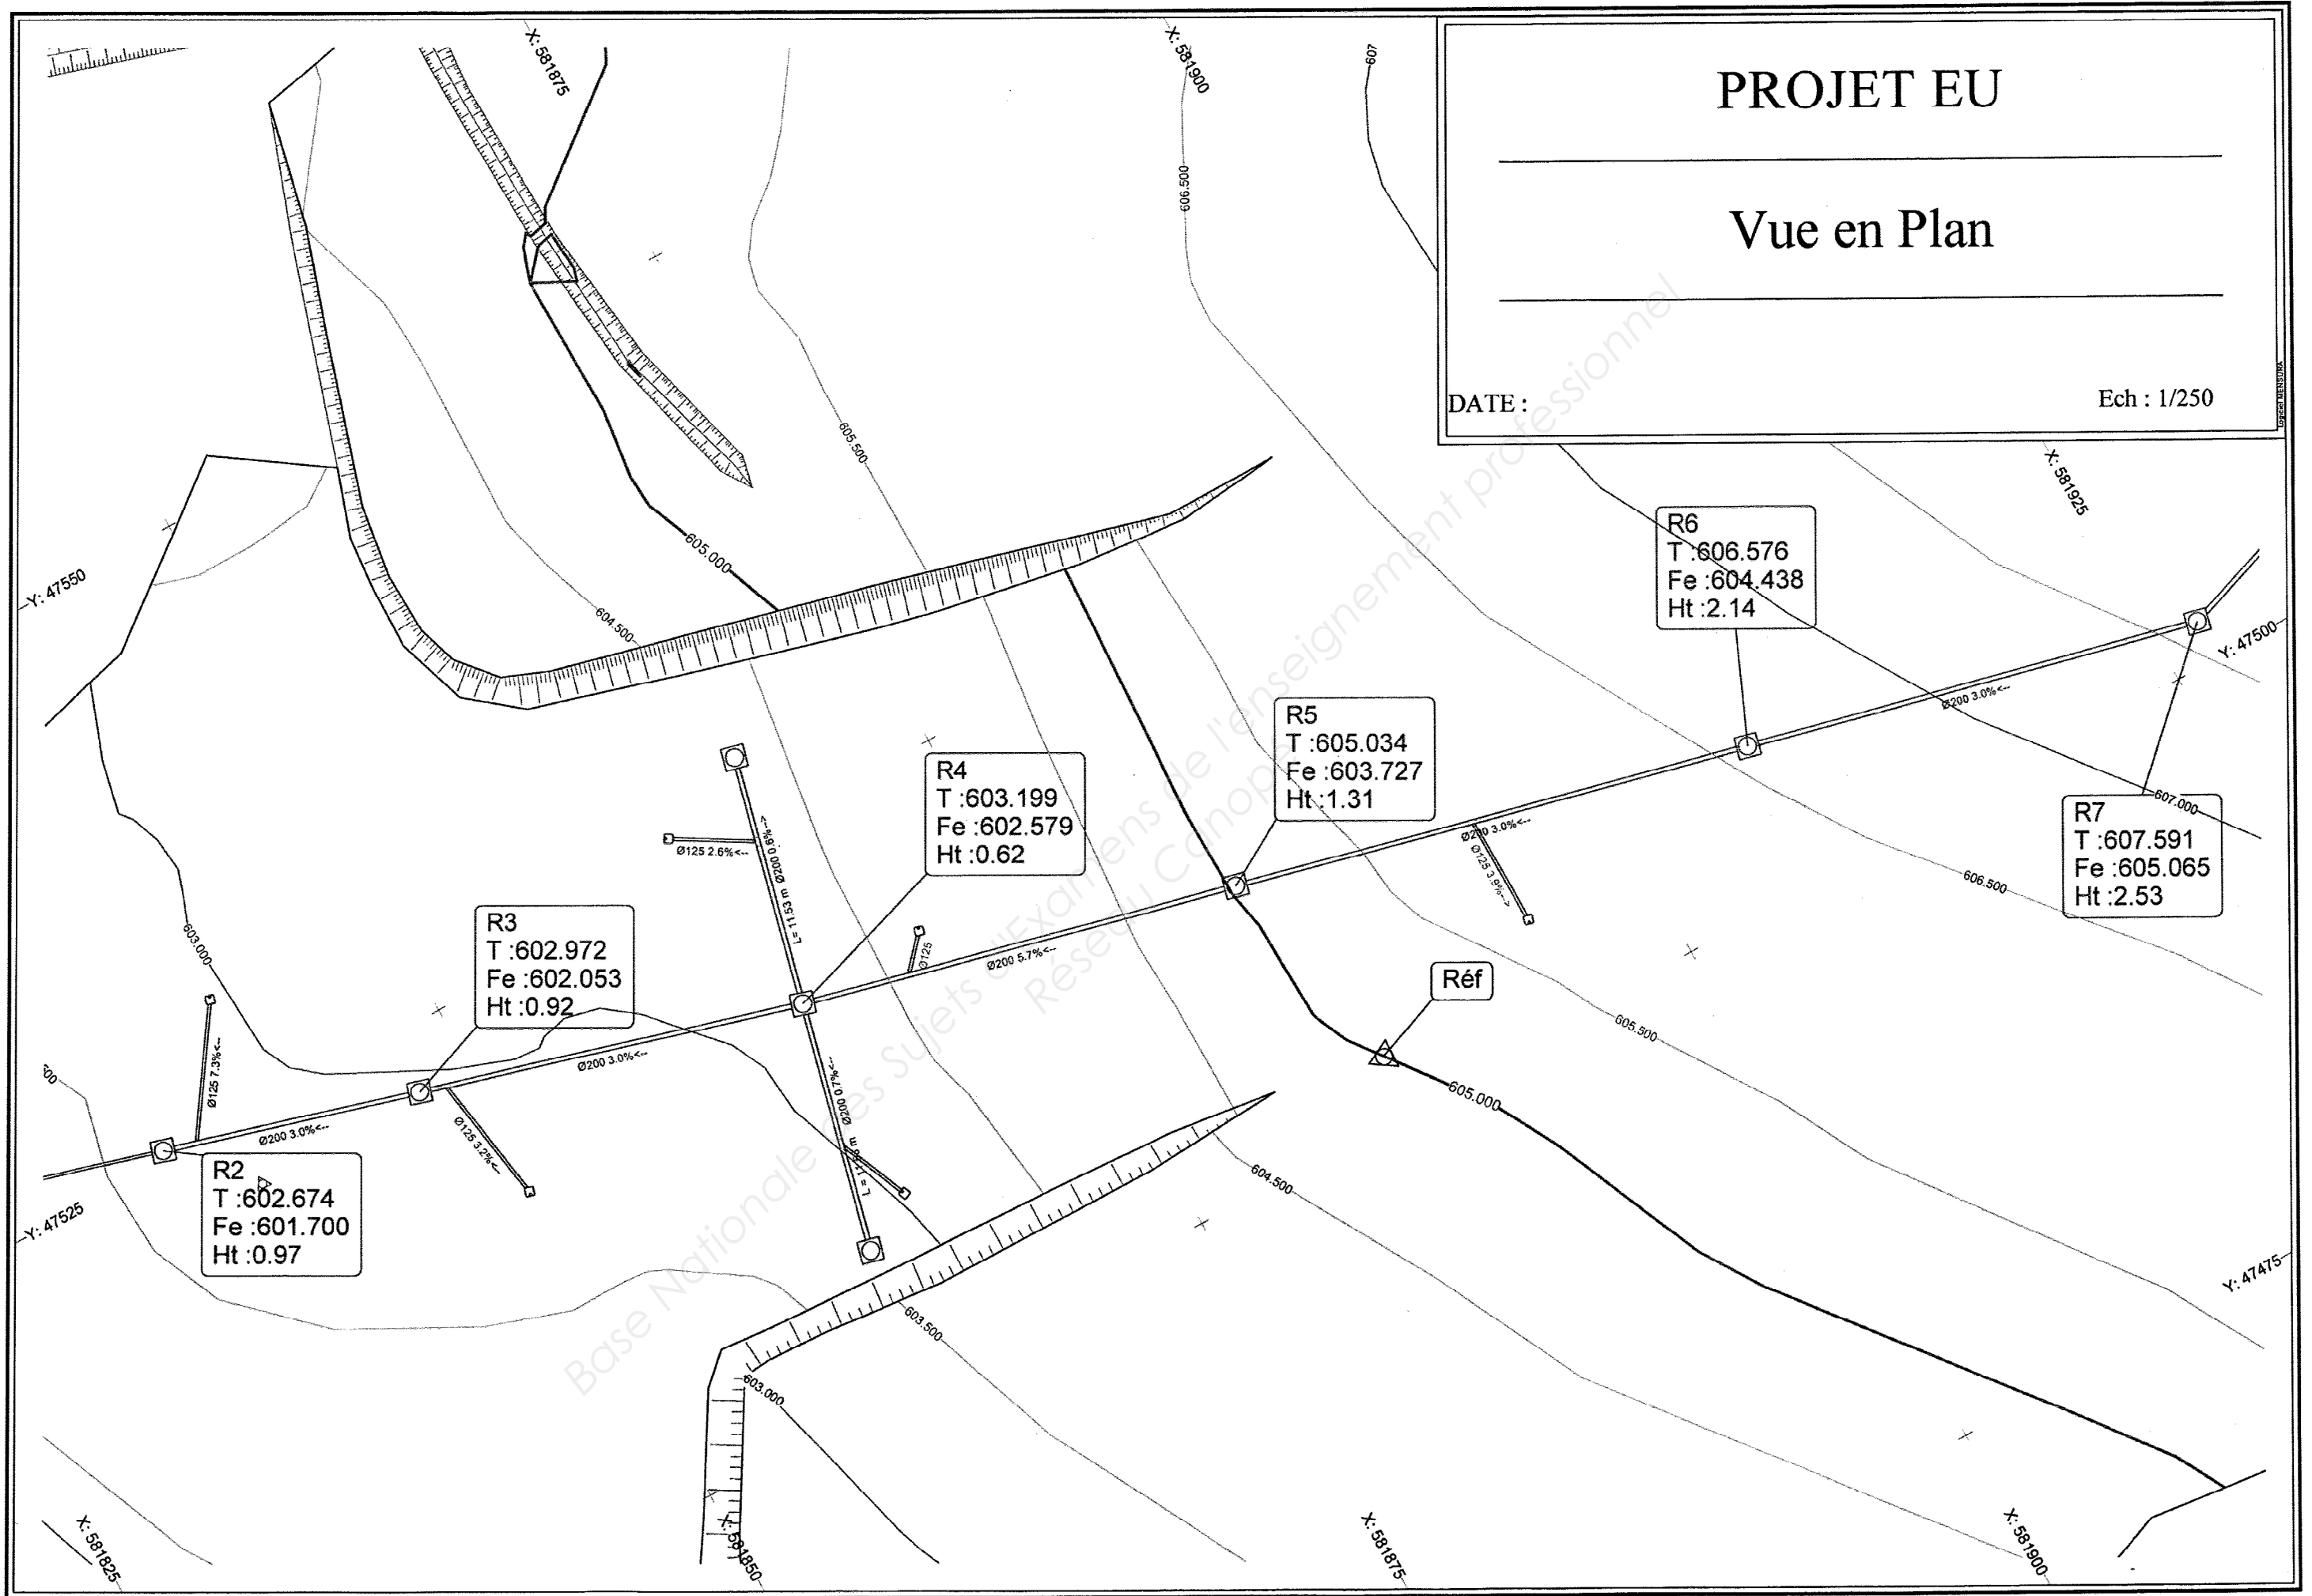 X: 581875
X: 581900
607
PROJET EU
Vue en Plan
DATE :
Ech : 1/250
Logiciel MENSURA
606.500
605.500
X: 581925
Y: 47550
605.000
604.500
R6
T :606.576
Fe :604.438
Ht :2.14
Y: 47500
Ø200 3.0%<--
R5
T :605.034
Fe :603.727
Ht :1.31
R4
T :603.199
Fe :602.579
Ht :0.62
607.000
R7
T :607.591
Fe :605.065
Ht :2.53
Ø200 3.0%<--
Ø125 3.9%-->
606.500
Ø125 2.6%<--
L= 11.53 m Ø200 0.6%-->
R3
T :602.972
Fe :602.053
Ht :0.92
603.000
Ø125
Ø200 5.7%<--
Réf
605.500
Ø200 3.0%<--
Ø125 7.3%<--
Ø200 3.0%<--
Ø125 3.2%<--
Ø200 0.7%<--
605.000
R2
T :602.674
Fe :601.700
Ht :0.97
604.500
Y: 47525
Y: 47475
603.500
603.000
X: 581825
X: 581850
X: 581875
X: 581900
Base Nationale des Sujets d'Examens de l'enseignement professionnel
Réseau Canopé